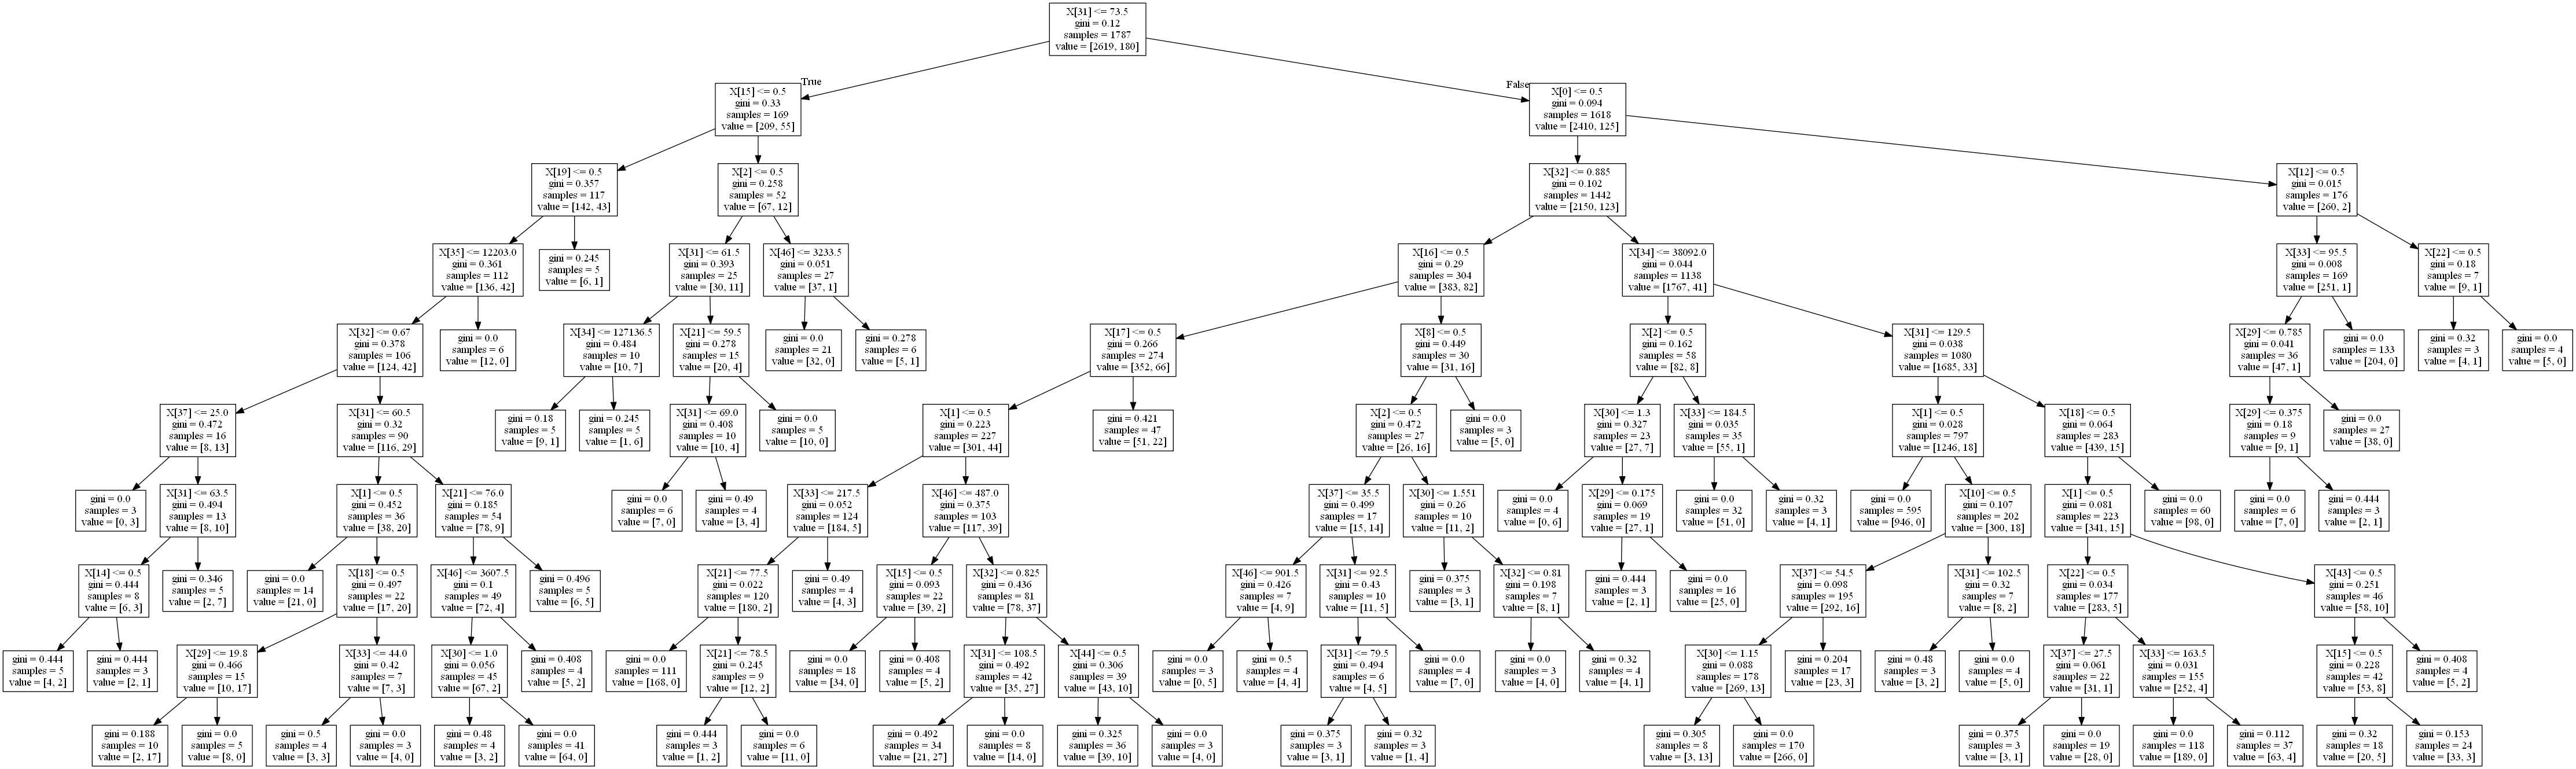 X[31] <= 73.5
gini = 0.12
samples = 1787
value = [2619, 180]
True
False
X[15] <= 0.5
gini = 0.33
samples = 169
value = [209, 55]
X[0] <= 0.5
gini = 0.094
samples = 1618
value = [2410, 125]
X[19] <= 0.5
gini = 0.357
samples = 117
value = [142, 43]
X[2] <= 0.5
gini = 0.258
samples = 52
value = [67, 12]
X[32] <= 0.885
gini = 0.102
samples = 1442
value = [2150, 123]
X[12] <= 0.5
gini = 0.015
samples = 176
value = [260, 2]
X[35] <= 12203.0
gini = 0.361
samples = 112
value = [136, 42]
gini = 0.245
samples = 5
value = [6, 1]
X[31] <= 61.5
gini = 0.393
samples = 25
value = [30, 11]
X[46] <= 3233.5
gini = 0.051
samples = 27
value = [37, 1]
X[16] <= 0.5
gini = 0.29
samples = 304
value = [383, 82]
X[34] <= 38092.0
gini = 0.044
samples = 1138
value = [1767, 41]
X[33] <= 95.5
gini = 0.008
samples = 169
value = [251, 1]
X[22] <= 0.5
gini = 0.18
samples = 7
value = [9, 1]
X[32] <= 0.67
gini = 0.378
samples = 106
value = [124, 42]
gini = 0.0
samples = 6
value = [12, 0]
X[34] <= 127136.5
gini = 0.484
samples = 10
value = [10, 7]
X[21] <= 59.5
gini = 0.278
samples = 15
value = [20, 4]
gini = 0.0
samples = 21
value = [32, 0]
gini = 0.278
samples = 6
value = [5, 1]
X[17] <= 0.5
gini = 0.266
samples = 274
value = [352, 66]
X[8] <= 0.5
gini = 0.449
samples = 30
value = [31, 16]
X[2] <= 0.5
gini = 0.162
samples = 58
value = [82, 8]
X[31] <= 129.5
gini = 0.038
samples = 1080
value = [1685, 33]
X[29] <= 0.785
gini = 0.041
samples = 36
value = [47, 1]
gini = 0.0
samples = 133
value = [204, 0]
gini = 0.32
samples = 3
value = [4, 1]
gini = 0.0
samples = 4
value = [5, 0]
X[37] <= 25.0
gini = 0.472
samples = 16
value = [8, 13]
X[31] <= 60.5
gini = 0.32
samples = 90
value = [116, 29]
gini = 0.18
samples = 5
value = [9, 1]
gini = 0.245
samples = 5
value = [1, 6]
X[31] <= 69.0
gini = 0.408
samples = 10
value = [10, 4]
gini = 0.0
samples = 5
value = [10, 0]
X[1] <= 0.5
gini = 0.223
samples = 227
value = [301, 44]
gini = 0.421
samples = 47
value = [51, 22]
X[2] <= 0.5
gini = 0.472
samples = 27
value = [26, 16]
gini = 0.0
samples = 3
value = [5, 0]
X[30] <= 1.3
gini = 0.327
samples = 23
value = [27, 7]
X[33] <= 184.5
gini = 0.035
samples = 35
value = [55, 1]
X[1] <= 0.5
gini = 0.028
samples = 797
value = [1246, 18]
X[18] <= 0.5
gini = 0.064
samples = 283
value = [439, 15]
X[29] <= 0.375
gini = 0.18
samples = 9
value = [9, 1]
gini = 0.0
samples = 27
value = [38, 0]
gini = 0.0
samples = 3
value = [0, 3]
X[31] <= 63.5
gini = 0.494
samples = 13
value = [8, 10]
X[1] <= 0.5
gini = 0.452
samples = 36
value = [38, 20]
X[21] <= 76.0
gini = 0.185
samples = 54
value = [78, 9]
gini = 0.0
samples = 6
value = [7, 0]
gini = 0.49
samples = 4
value = [3, 4]
X[33] <= 217.5
gini = 0.052
samples = 124
value = [184, 5]
X[46] <= 487.0
gini = 0.375
samples = 103
value = [117, 39]
X[37] <= 35.5
gini = 0.499
samples = 17
value = [15, 14]
X[30] <= 1.551
gini = 0.26
samples = 10
value = [11, 2]
gini = 0.0
samples = 4
value = [0, 6]
X[29] <= 0.175
gini = 0.069
samples = 19
value = [27, 1]
gini = 0.0
samples = 32
value = [51, 0]
gini = 0.32
samples = 3
value = [4, 1]
gini = 0.0
samples = 595
value = [946, 0]
X[10] <= 0.5
gini = 0.107
samples = 202
value = [300, 18]
X[1] <= 0.5
gini = 0.081
samples = 223
value = [341, 15]
gini = 0.0
samples = 60
value = [98, 0]
gini = 0.0
samples = 6
value = [7, 0]
gini = 0.444
samples = 3
value = [2, 1]
X[14] <= 0.5
gini = 0.444
samples = 8
value = [6, 3]
gini = 0.346
samples = 5
value = [2, 7]
gini = 0.0
samples = 14
value = [21, 0]
X[18] <= 0.5
gini = 0.497
samples = 22
value = [17, 20]
X[46] <= 3607.5
gini = 0.1
samples = 49
value = [72, 4]
gini = 0.496
samples = 5
value = [6, 5]
X[21] <= 77.5
gini = 0.022
samples = 120
value = [180, 2]
gini = 0.49
samples = 4
value = [4, 3]
X[15] <= 0.5
gini = 0.093
samples = 22
value = [39, 2]
X[32] <= 0.825
gini = 0.436
samples = 81
value = [78, 37]
X[46] <= 901.5
gini = 0.426
samples = 7
value = [4, 9]
X[31] <= 92.5
gini = 0.43
samples = 10
value = [11, 5]
gini = 0.375
samples = 3
value = [3, 1]
X[32] <= 0.81
gini = 0.198
samples = 7
value = [8, 1]
gini = 0.444
samples = 3
value = [2, 1]
gini = 0.0
samples = 16
value = [25, 0]
X[37] <= 54.5
gini = 0.098
samples = 195
value = [292, 16]
X[31] <= 102.5
gini = 0.32
samples = 7
value = [8, 2]
X[22] <= 0.5
gini = 0.034
samples = 177
value = [283, 5]
X[43] <= 0.5
gini = 0.251
samples = 46
value = [58, 10]
gini = 0.444
samples = 5
value = [4, 2]
gini = 0.444
samples = 3
value = [2, 1]
X[29] <= 19.8
gini = 0.466
samples = 15
value = [10, 17]
X[33] <= 44.0
gini = 0.42
samples = 7
value = [7, 3]
X[30] <= 1.0
gini = 0.056
samples = 45
value = [67, 2]
gini = 0.408
samples = 4
value = [5, 2]
gini = 0.0
samples = 111
value = [168, 0]
X[21] <= 78.5
gini = 0.245
samples = 9
value = [12, 2]
gini = 0.0
samples = 18
value = [34, 0]
gini = 0.408
samples = 4
value = [5, 2]
X[31] <= 108.5
gini = 0.492
samples = 42
value = [35, 27]
X[44] <= 0.5
gini = 0.306
samples = 39
value = [43, 10]
gini = 0.0
samples = 3
value = [0, 5]
gini = 0.5
samples = 4
value = [4, 4]
X[31] <= 79.5
gini = 0.494
samples = 6
value = [4, 5]
gini = 0.0
samples = 4
value = [7, 0]
gini = 0.0
samples = 3
value = [4, 0]
gini = 0.32
samples = 4
value = [4, 1]
X[30] <= 1.15
gini = 0.088
samples = 178
value = [269, 13]
gini = 0.204
samples = 17
value = [23, 3]
gini = 0.48
samples = 3
value = [3, 2]
gini = 0.0
samples = 4
value = [5, 0]
X[37] <= 27.5
gini = 0.061
samples = 22
value = [31, 1]
X[33] <= 163.5
gini = 0.031
samples = 155
value = [252, 4]
X[15] <= 0.5
gini = 0.228
samples = 42
value = [53, 8]
gini = 0.408
samples = 4
value = [5, 2]
gini = 0.188
samples = 10
value = [2, 17]
gini = 0.0
samples = 5
value = [8, 0]
gini = 0.5
samples = 4
value = [3, 3]
gini = 0.0
samples = 3
value = [4, 0]
gini = 0.48
samples = 4
value = [3, 2]
gini = 0.0
samples = 41
value = [64, 0]
gini = 0.444
samples = 3
value = [1, 2]
gini = 0.0
samples = 6
value = [11, 0]
gini = 0.492
samples = 34
value = [21, 27]
gini = 0.0
samples = 8
value = [14, 0]
gini = 0.325
samples = 36
value = [39, 10]
gini = 0.0
samples = 3
value = [4, 0]
gini = 0.375
samples = 3
value = [3, 1]
gini = 0.32
samples = 3
value = [1, 4]
gini = 0.305
samples = 8
value = [3, 13]
gini = 0.0
samples = 170
value = [266, 0]
gini = 0.375
samples = 3
value = [3, 1]
gini = 0.0
samples = 19
value = [28, 0]
gini = 0.0
samples = 118
value = [189, 0]
gini = 0.112
samples = 37
value = [63, 4]
gini = 0.32
samples = 18
value = [20, 5]
gini = 0.153
samples = 24
value = [33, 3]